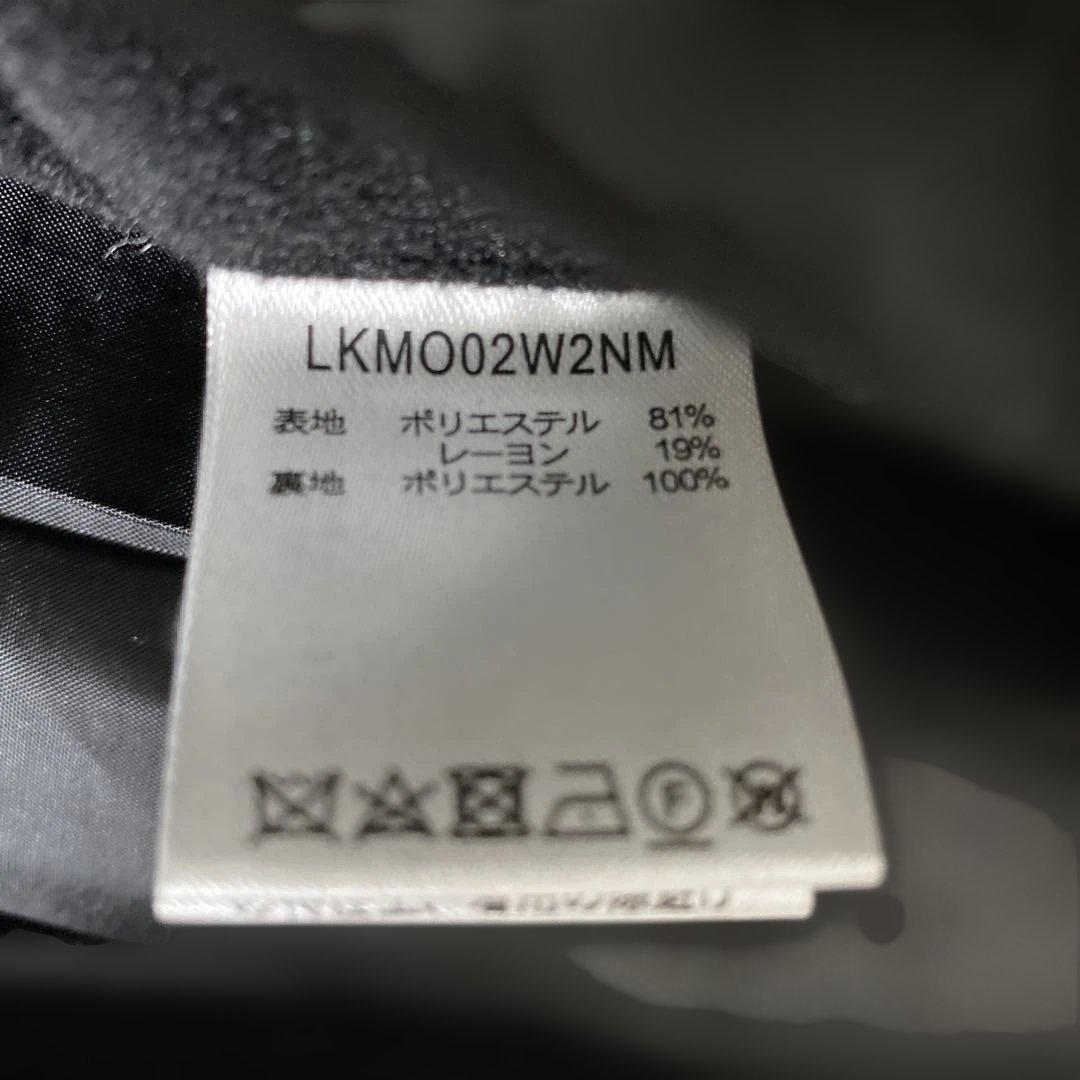 LKMO02W2NM
表地 ポリエステル 81%
レーヨン 19%
裏地 ポリエステル 100%
F